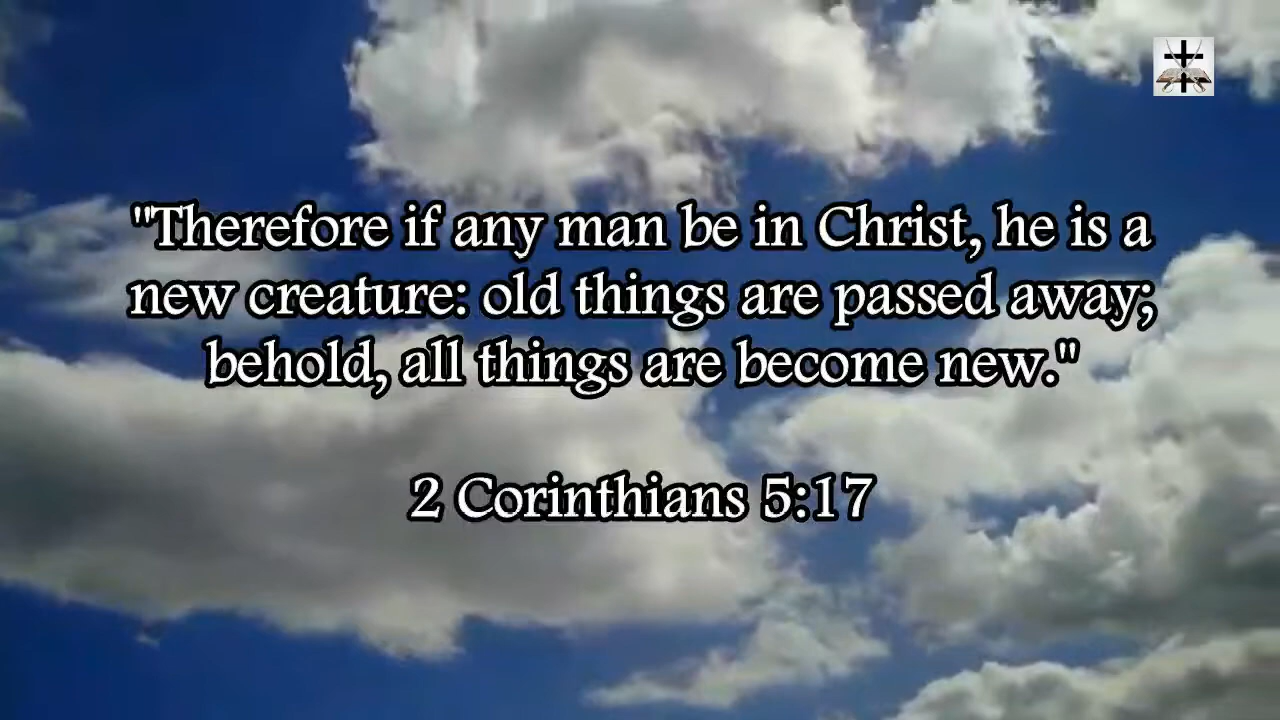 "Therefore if any man be in Christ, he is a
new creature: old things are passed away;
behold, all things are become new."
2 Corinthians 5:17